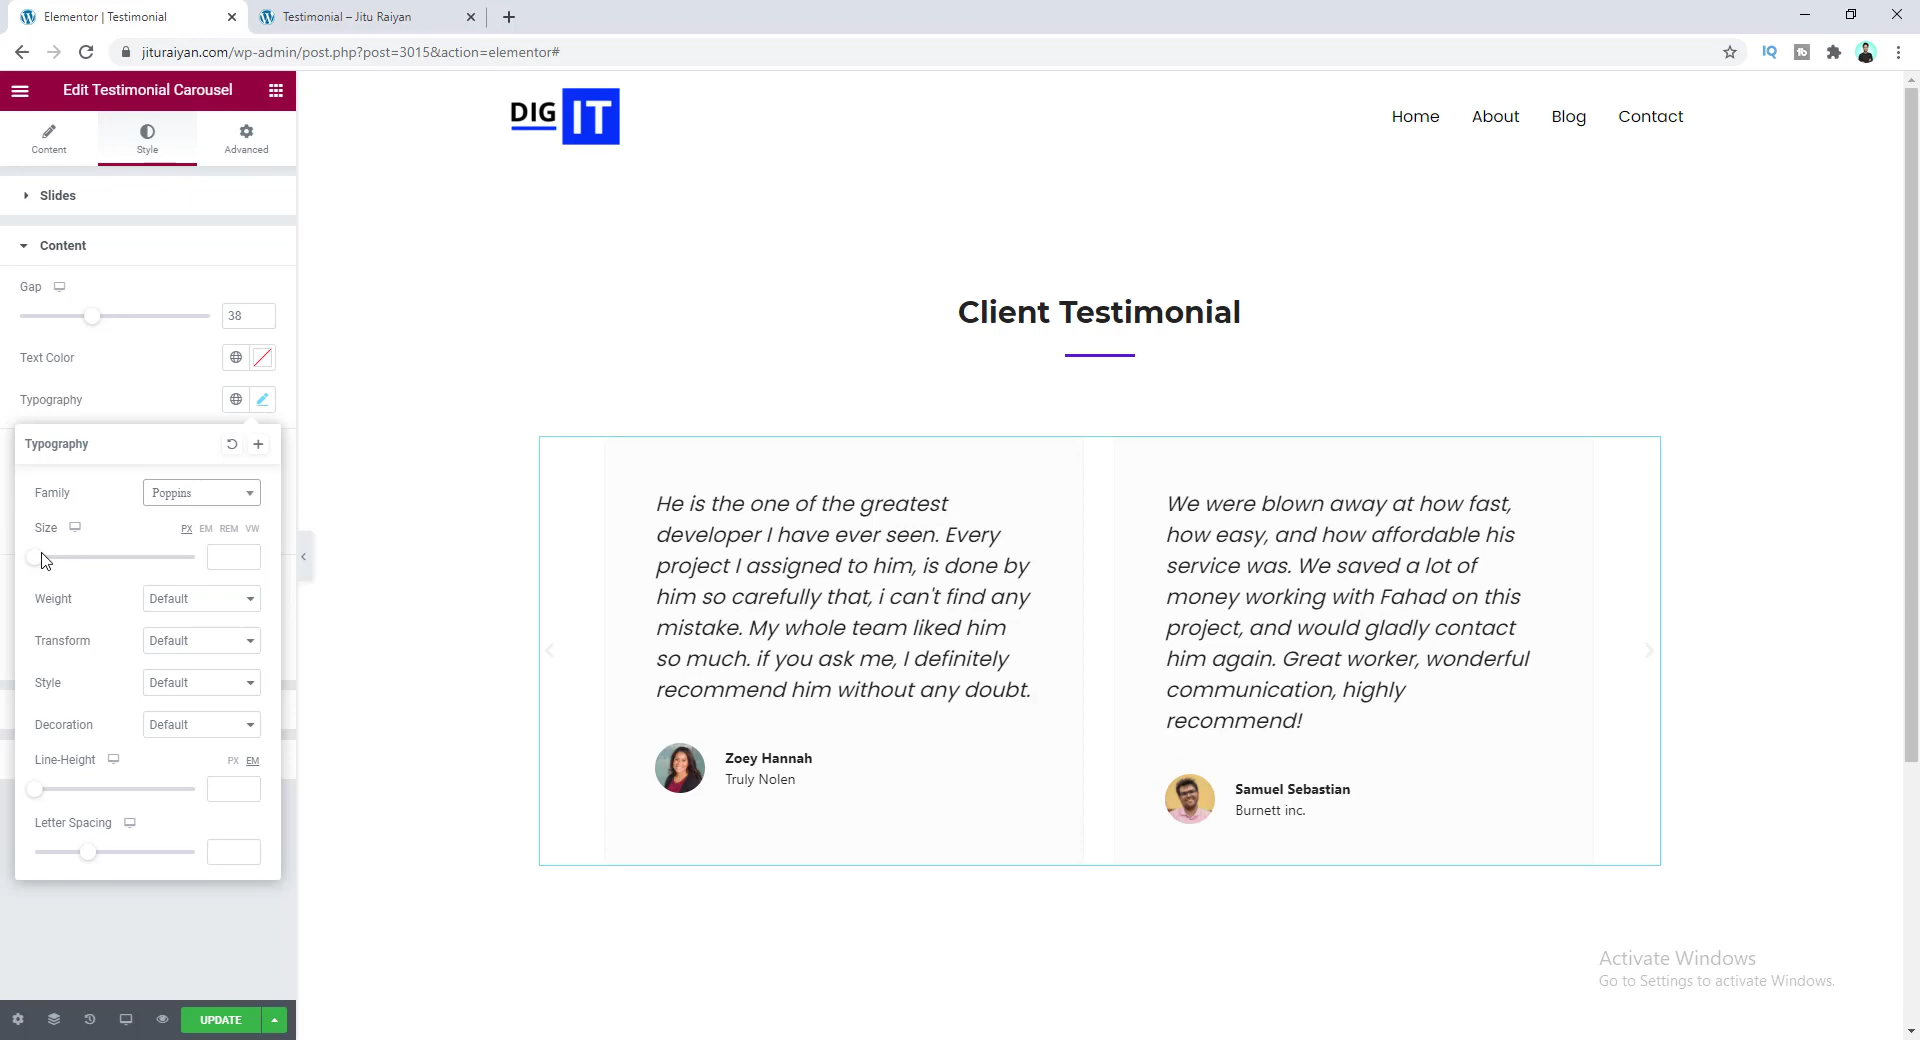 Elementor | Testimonial
Testimonial – Jitu Raiyan
jituraiyan.com/wp-admin/post.php?post=3015&action=elementor#
IQ
Edit Testimonial Carousel
Content
Style
Advanced
Slides
Content
Gap
38
Text Color
Typography
Typography
Family
Poppins
Size
PX EM REM VW
Weight
Default
Transform
Default
Style
Default
Decoration
Default
Line-Height
PX EM
Letter Spacing
UPDATE
DIG IT
Home
About
Blog
Contact
Client Testimonial
He is the one of the greatest
developer I have ever seen. Every
project I assigned to him, is done by
him so carefully that, i can't find any
mistake. My whole team liked him
so much. if you ask me, I definitely
recommend him without any doubt.
Zoey Hannah
Truly Nolen
We were blown away at how fast,
how easy, and how affordable his
service was. We saved a lot of
money working with Fahad on this
project, and would gladly contact
him again. Great worker, wonderful
communication, highly
recommend!
Samuel Sebastian
Burnett inc.
Activate Windows
Go to Settings to activate Windows.